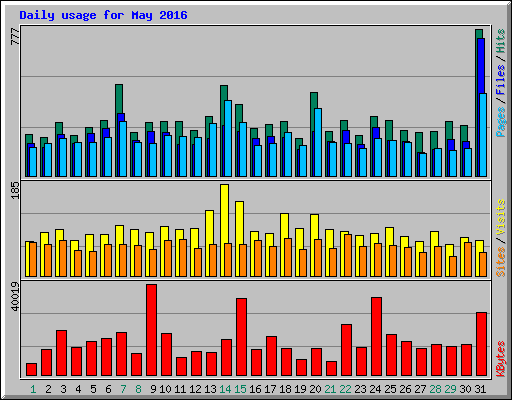 Daily usage for May 2016
777
Pages / Files / Hits
185
Sites / Visits
40019
KBytes
1 2 3 4 5 6 7 8 9 10 11 12 13 14 15 16 17 18 19 20 21 22 23 24 25 26 27 28 29 30 31